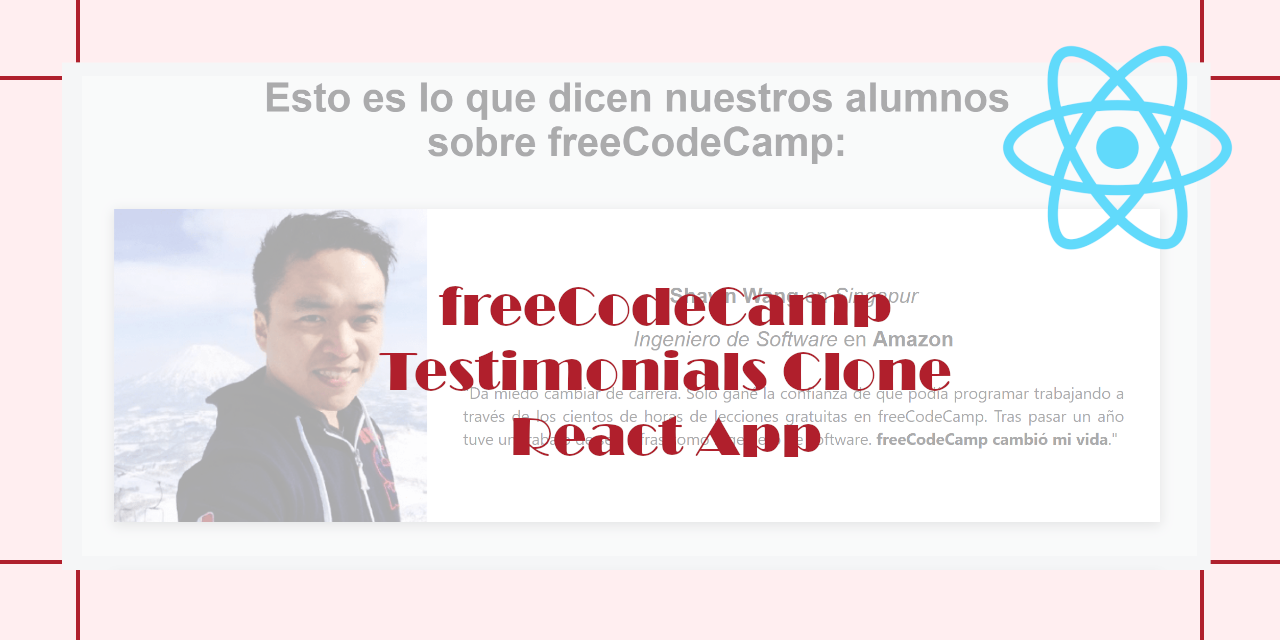 Esto es lo que dicen nuestros alumnos
sobre freeCodeCamp:
Shawn Wang en Singapur
freeCodeCamp
Ingeniero de Software en Amazon
Testimonials Clone
"Da miedo cambiar de carrera. Solo gané la confianza de que podía programar trabajando a
través de los cientos de horas de lecciones gratuitas en freeCodeCamp. Tras pasar un año
React App
tuve un trabajo de como de software. freeCodeCamp cambió mi vida."